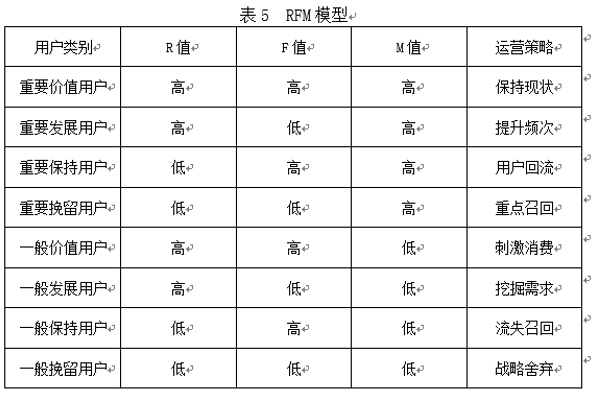 表 5 RFM 模型
用户类别 R 值 F 值 M 值 运营策略
重要价值用户 高 高 高 保持现状
重要发展用户 高 低 高 提升频次
重要保持用户 低 高 高 用户回流
重要挽留用户 低 低 高 重点召回
一般价值用户 高 高 低 刺激消费
一般发展用户 高 低 低 挖掘需求
一般保持用户 低 高 低 流失召回
一般挽留用户 低 低 低 战略舍弃